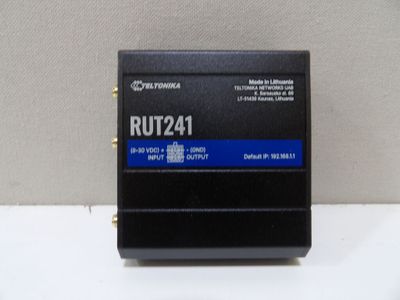 TELTONIKA
Made in Lithuania
TELTONIKA NETWORKS UAB
K. Barsausko st. 66
LT-51436 Kaunas, Lithuania
RUT241
(9-30 VDC) + - (GND)
INPUT OUTPUT
Default IP: 192.168.1.1